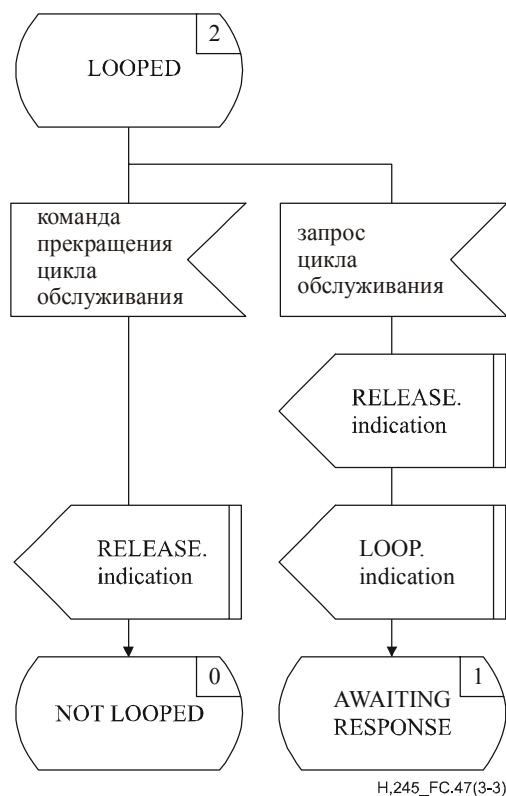 2
LOOPED
команда
прекращения
цикла
обслуживания
запрос
цикла
обслуживания
RELEASE.
indication
RELEASE.
indication
LOOP.
indication
0
NOT LOOPED
1
AWAITING
RESPONSE
H,245_FC.47(3-3)